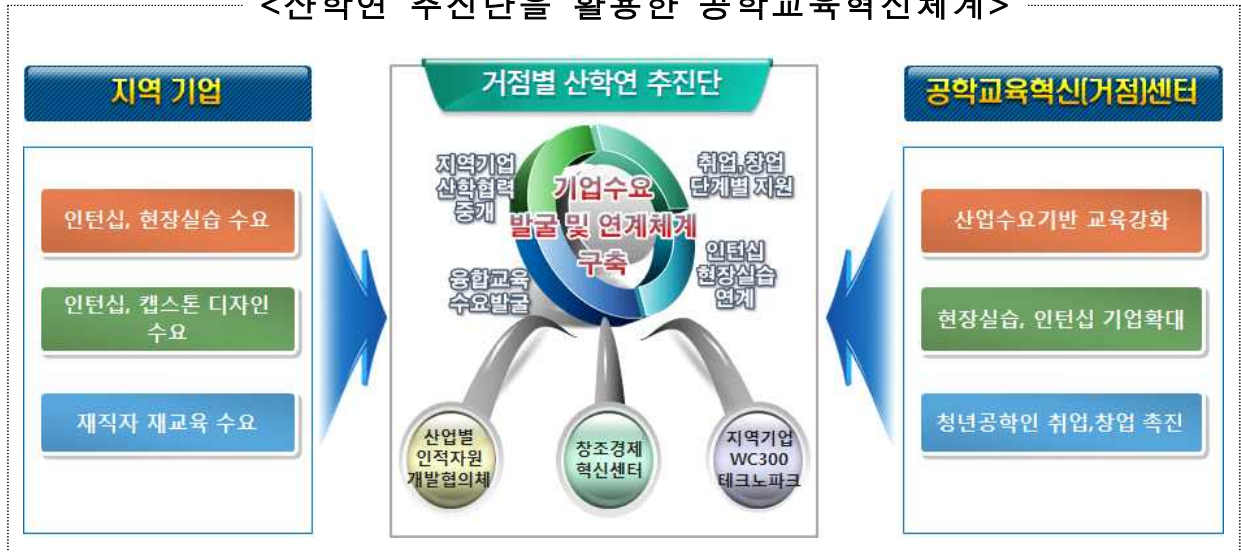 <산학연 추진단을 활용한 공학교육혁신체계>
지역 기업
인턴십, 현장실습 수요
인턴십, 캡스톤 디자인
수요
재직자 재교육 수요
거점별 산학연 추진단
지역기업
산학협력
중개
취업,창업
단계별 지원
기업수요
발굴 및 연계체계
구축
융합교육
수요발굴
인턴십
현장실습
연계
산업별
인적자원
개발협의체
창조경제
혁신센터
지역기업
WC300
테크노파크
공학교육혁신(거점)센터
산업수요기반 교육강화
현장실습, 인턴십 기업확대
청년공학인 취업,창업 촉진